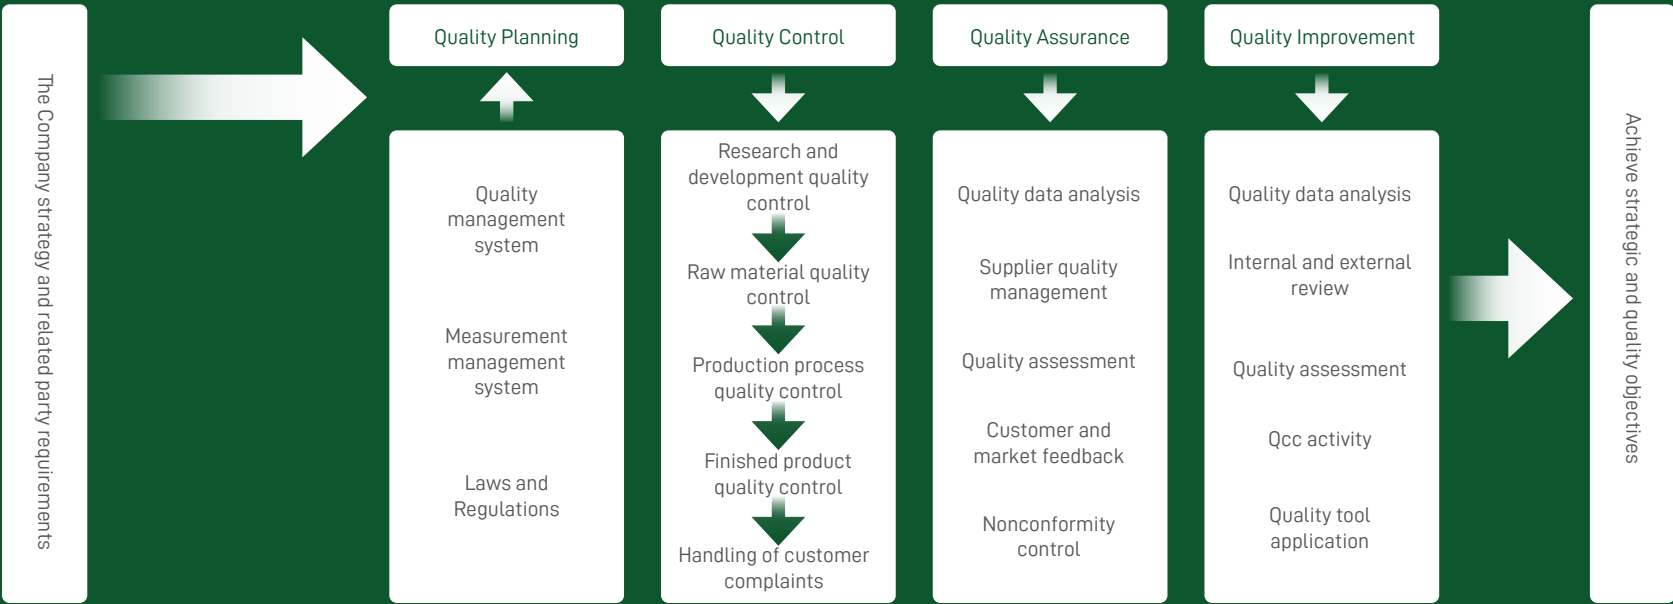 The Company strategy and related party requirements
Quality Planning
Quality
management
system
Measurement
management
system
Laws and
Regulations
Quality Control
Research and
development quality
control
Raw material quality
control
Production process
quality control
Finished product
quality control
Handling of customer
complaints
Quality Assurance
Quality data analysis
Supplier quality
management
Quality assessment
Customer and
market feedback
Nonconformity
control
Quality Improvement
Quality data analysis
Internal and external
review
Quality assessment
Qcc activity
Quality tool
application
Achieve strategic and quality objectives